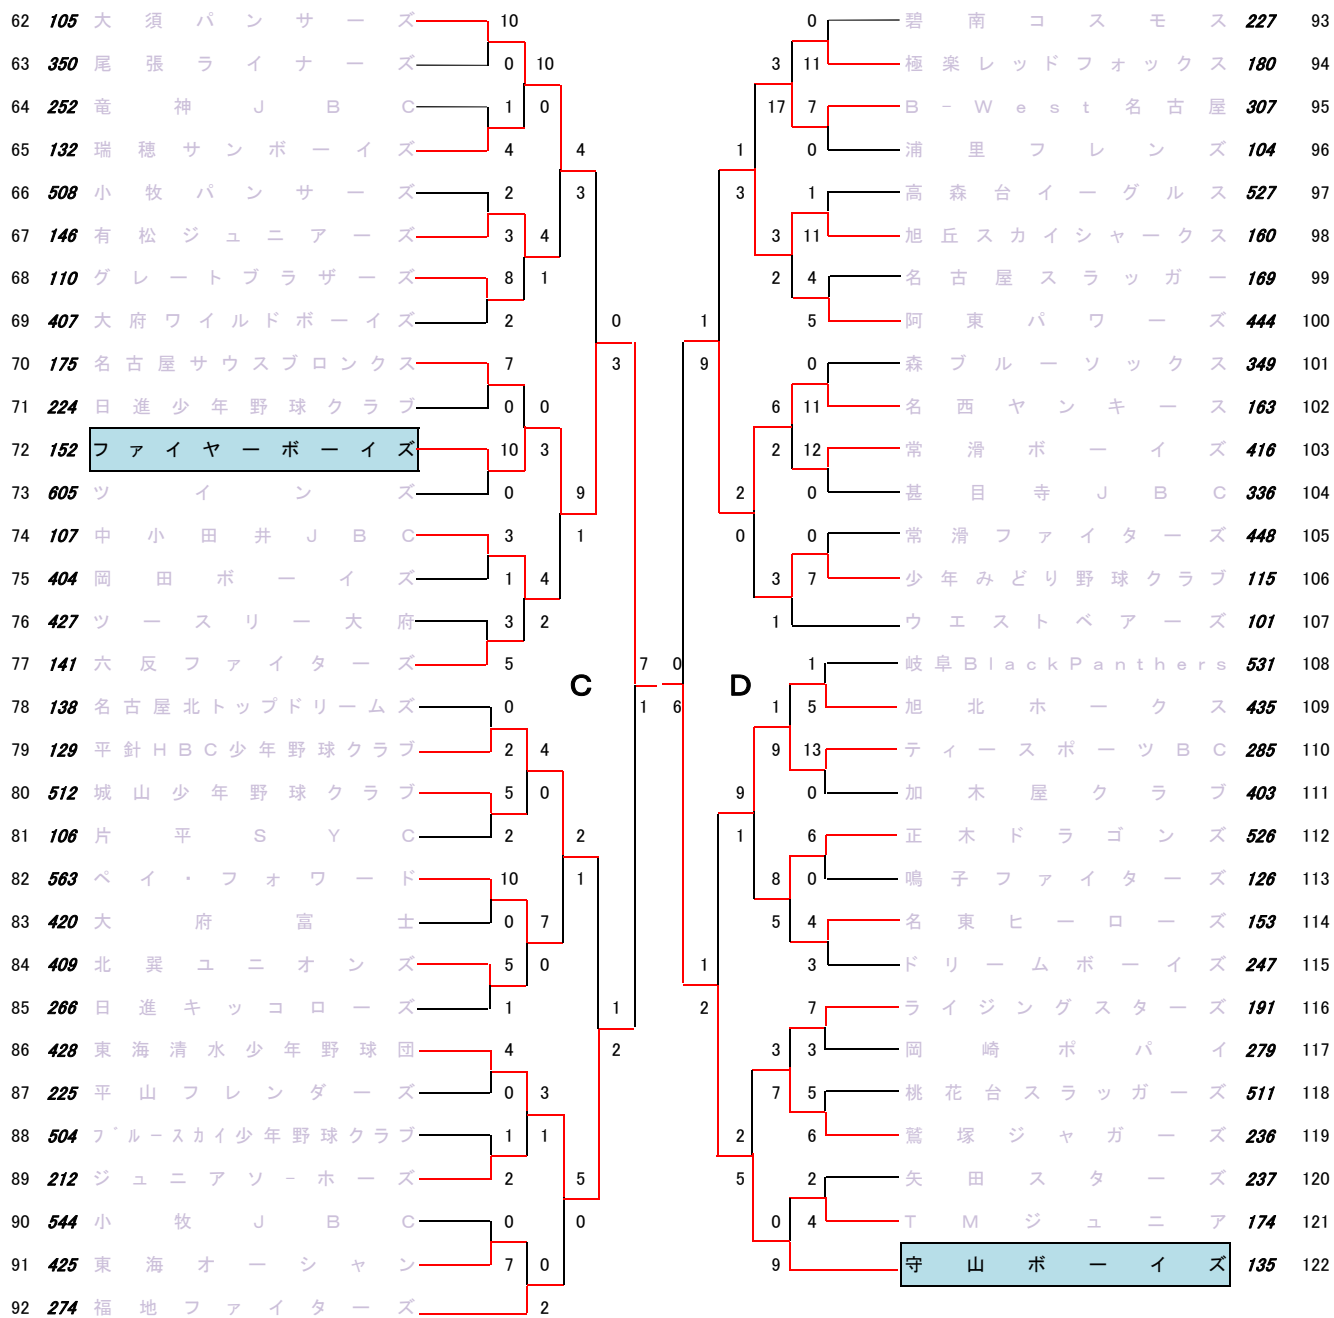 62 105 大須パンサーズ 10
63 350 尾張ライナーズ 0 10
64 252 竜神JBC 1 0
65 132 瑞穂サンボーイズ 4 4
66 508 小牧パンサーズ 2 3
67 146 有松ジュニアーズ 3 4
68 110 グレートブラザーズ 8 1
69 407 大府ワイルドボーイズ 2 0
70 175 名古屋サウスブロンクス 7 3
71 224 日進少年野球クラブ 0 0
72 152 ファイヤーボーイズ 10 3
73 605 ツインズ 0 9
74 107 中小田井JBC 3 1
75 404 岡田ボーイズ 1 4
76 427 ツースリー大府 3 2
77 141 六反ファイターズ 5 7
C
78 138 名古屋北トップドリームズ 0 1
79 129 平針HBC少年野球クラブ 2 4
80 512 城山少年野球クラブ 5 0
81 106 片平SYC 2 2
82 563 ペイ・フォワード 10 1
83 420 大府富士 0 7
84 409 北巽ユニオンズ 5 0
85 266 日進キッコローズ 1 1
86 428 東海清水少年野球団 4 2
87 225 平山フレンダーズ 0 3
88 504 ブルースカイ少年野球クラブ 1 1
89 212 ジュニアソ-ホーズ 2 5
90 544 小牧JBC 0 0
91 425 東海オーシャン 7 0
92 274 福地ファイターズ 2
0 碧南コスモス 227 93
3 11 極楽レッドフォックス 180 94
17 7 B-West名古屋 307 95
1 0 浦里フレンズ 104 96
3 1 高森台イーグルス 527 97
3 11 旭丘スカイシャークス 160 98
2 4 名古屋スラッガー 169 99
1 5 阿東パワーズ 444 100
9 0 森ブルーソックス 349 101
6 11 名西ヤンキース 163 102
2 12 常滑ボーイズ 416 103
2 0 甚目寺JBC 336 104
0 0 常滑ファイターズ 448 105
3 7 少年みどり野球クラブ 115 106
1 ウエストベアーズ 101 107
0 1 岐阜BlackPanthers 531 108
D
6 1 5 旭北ホークス 435 109
9 13 ティースポーツBC 285 110
9 0 加木屋クラブ 403 111
1 6 正木ドラゴンズ 526 112
8 0 鳴子ファイターズ 126 113
5 4 名東ヒーローズ 153 114
1 3 ドリームボーイズ 247 115
2 7 ライジングスターズ 191 116
3 3 岡崎ポパイ 279 117
7 5 桃花台スラッガーズ 511 118
2 6 鷲塚ジャガーズ 236 119
5 2 矢田スターズ 237 120
0 4 TMジュニア 174 121
9 守山ボーイズ 135 122